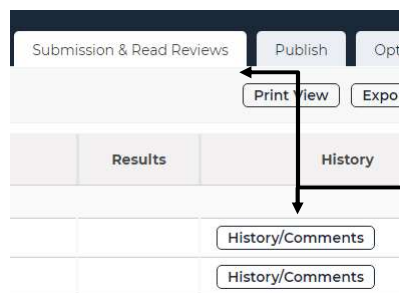 Submission & Read Reviews Publish Opt
Print View Expo
Results History
History/Comments
History/Comments